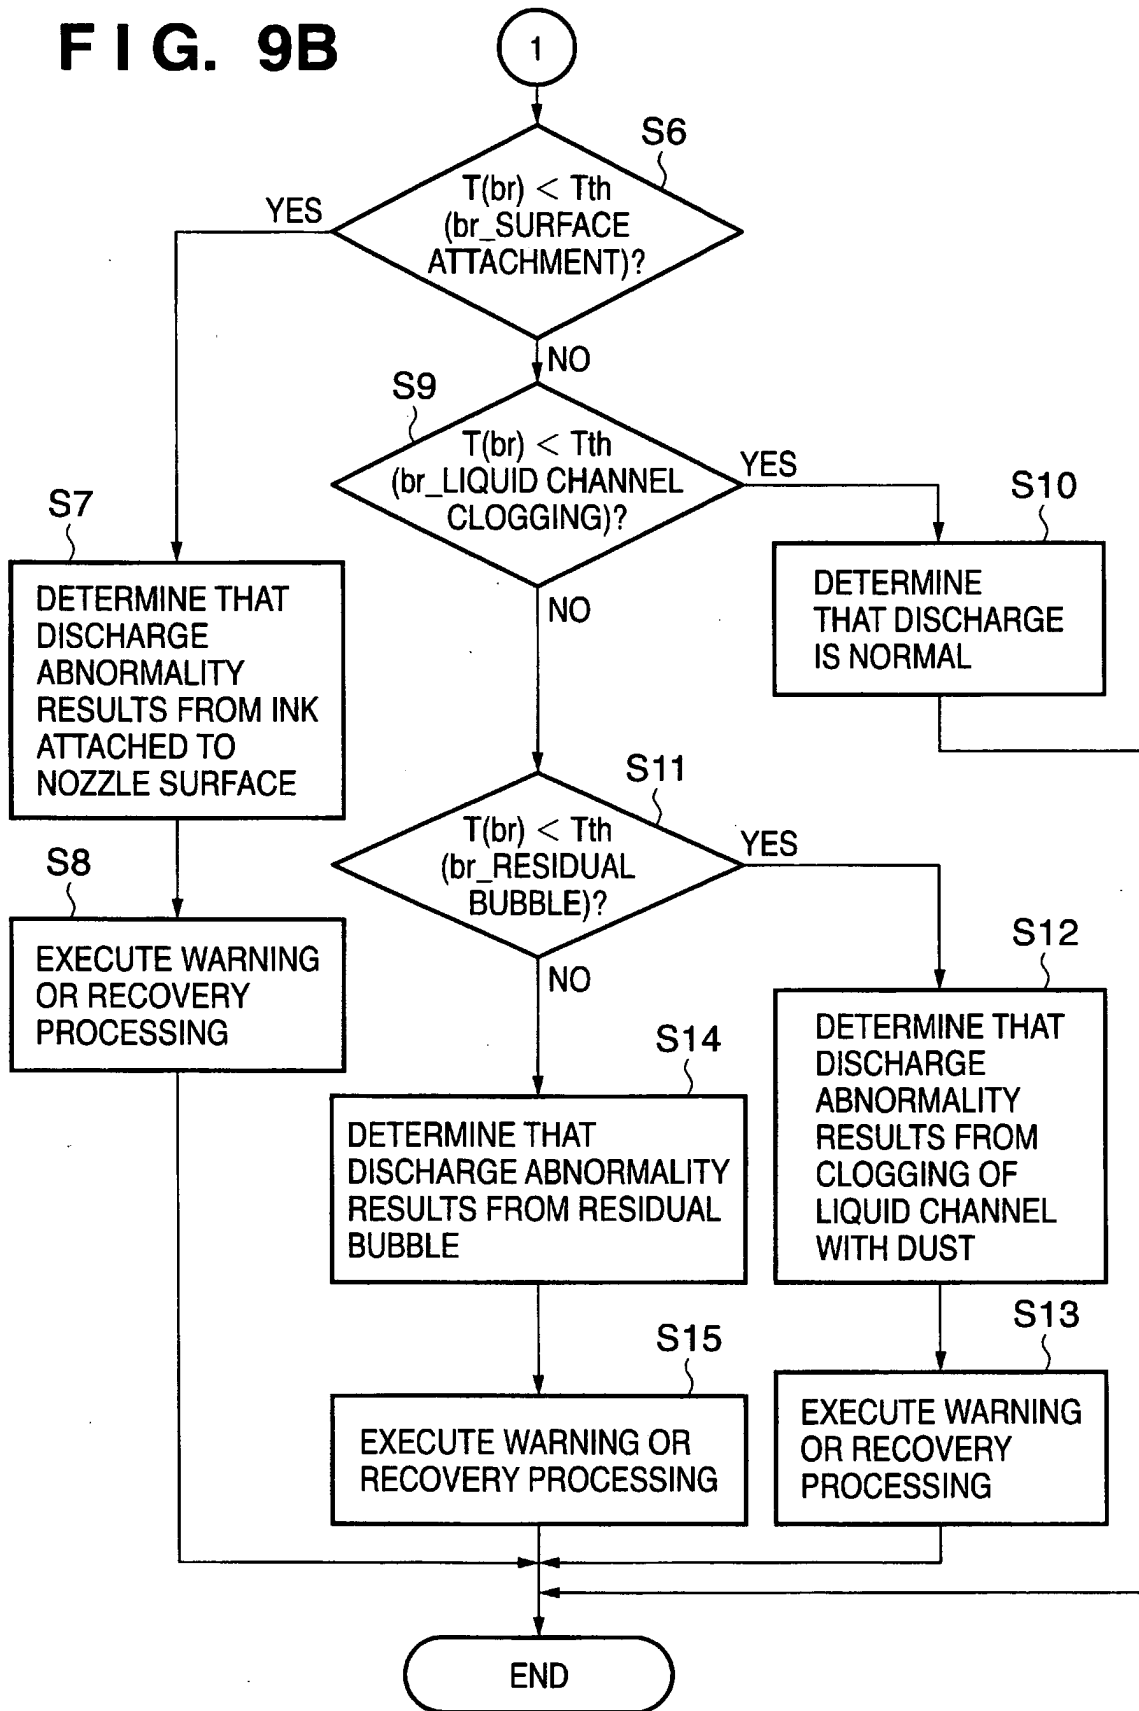 FIG. 9B
1
S6
T(br) < Tth
(br_SURFACE
ATTACHMENT)?
YES
NO
S9
T(br) < Tth
(br_LIQUID CHANNEL
CLOGGING)?
YES
NO
S7
DETERMINE THAT
DISCHARGE
ABNORMALITY
RESULTS FROM INK
ATTACHED TO
NOZZLE SURFACE
S10
DETERMINE
THAT DISCHARGE
IS NORMAL
S11
T(br) < Tth
(br_RESIDUAL
BUBBLE)?
YES
NO
S8
EXECUTE WARNING
OR RECOVERY
PROCESSING
S12
DETERMINE THAT
DISCHARGE
ABNORMALITY
RESULTS FROM
CLOGGING OF
LIQUID CHANNEL
WITH DUST
S14
DETERMINE THAT
DISCHARGE ABNORMALITY
RESULTS FROM RESIDUAL
BUBBLE
S13
EXECUTE WARNING
OR RECOVERY
PROCESSING
S15
EXECUTE WARNING OR
RECOVERY PROCESSING
END